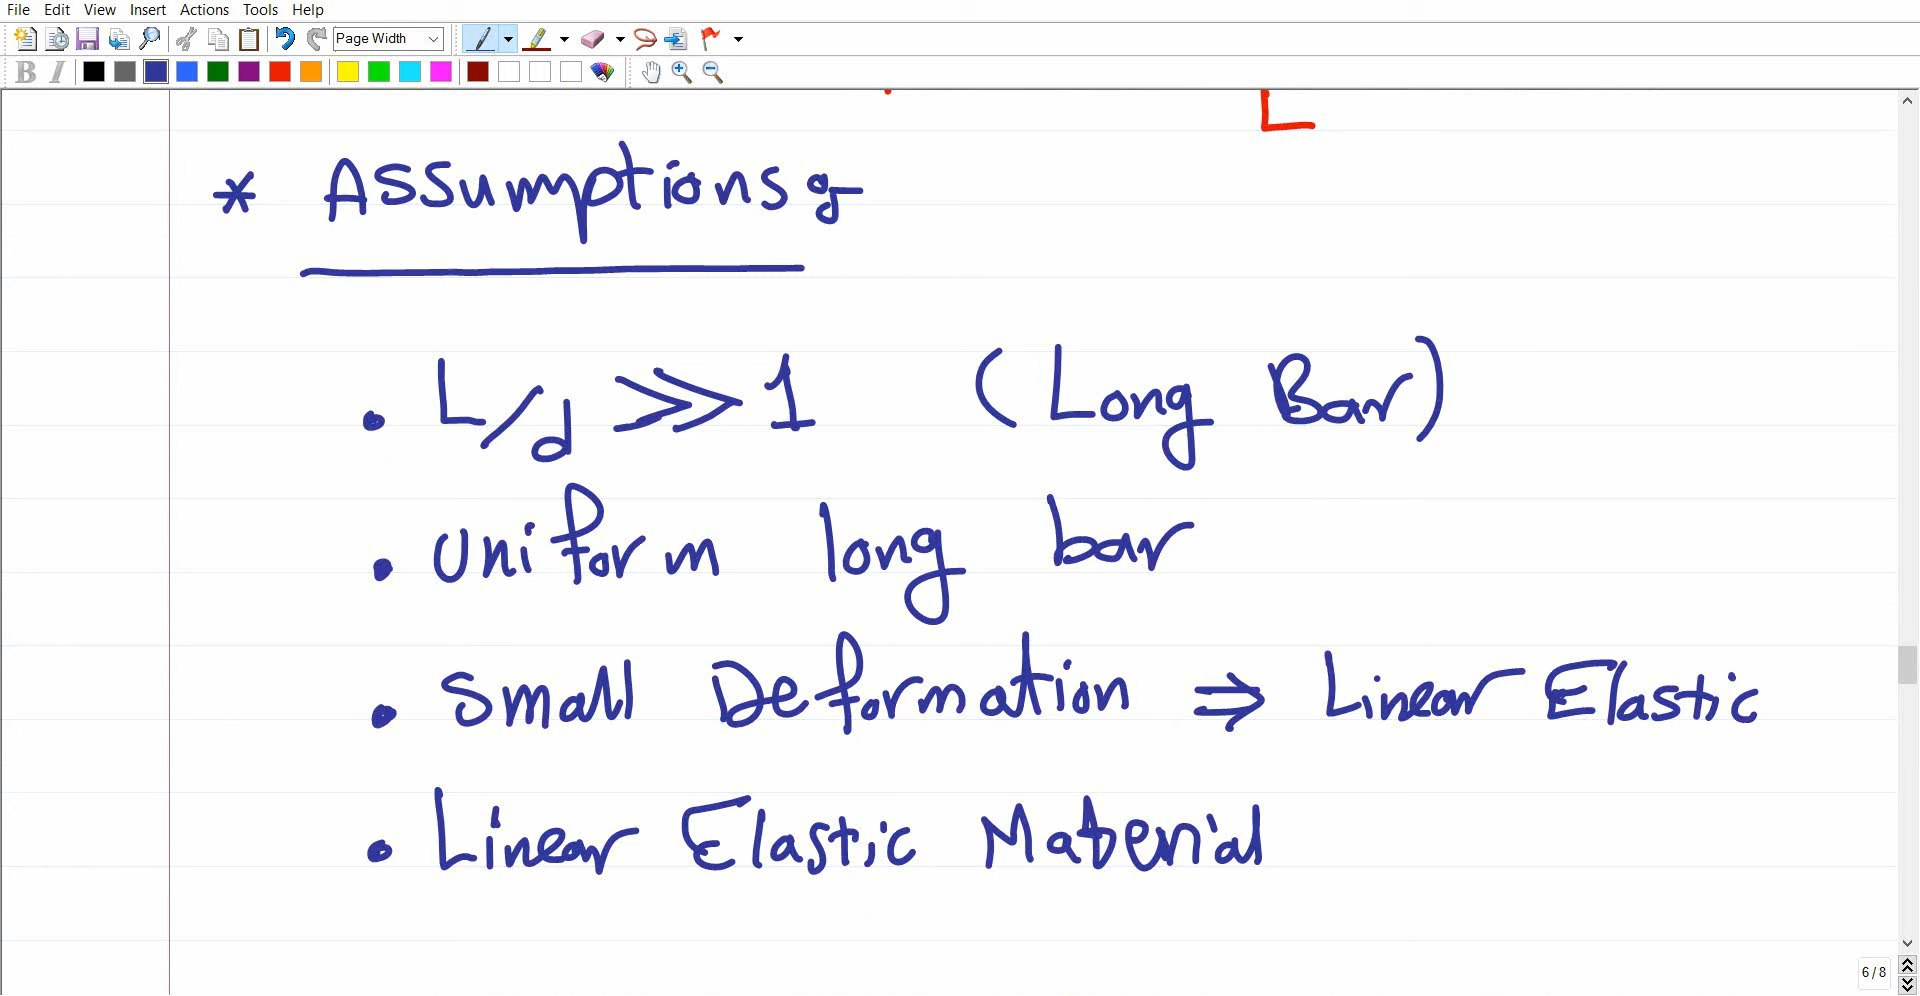 File Edit View Insert Actions Tools Help
Page Width
B I
L
* Assumptions :-
• L/d >> 1 (Long Bar)
• Uniform long bar
• Small Deformation ⇒ Linear Elastic
• Linear Elastic Material
6 / 8